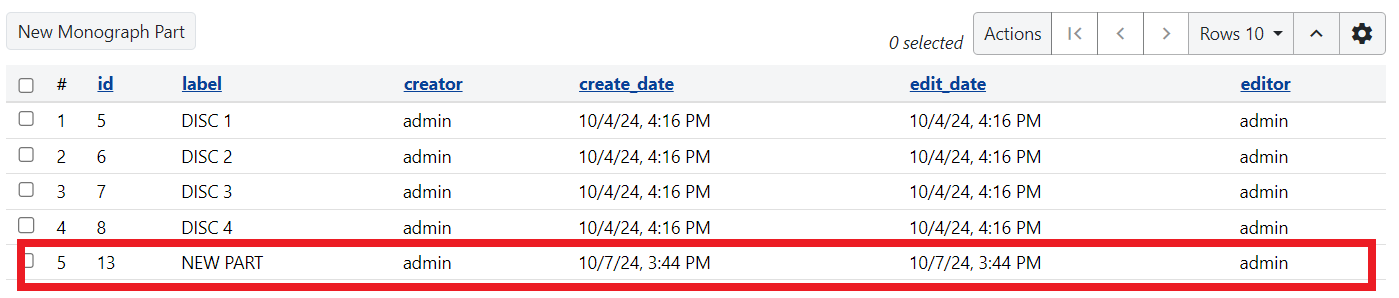 New Monograph Part
0 selected Actions Rows 10
# id label creator create_date edit_date editor
1 5 DISC 1 admin 10/4/24, 4:16 PM 10/4/24, 4:16 PM admin
2 6 DISC 2 admin 10/4/24, 4:16 PM 10/4/24, 4:16 PM admin
3 7 DISC 3 admin 10/4/24, 4:16 PM 10/4/24, 4:16 PM admin
4 8 DISC 4 admin 10/4/24, 4:16 PM 10/4/24, 4:16 PM admin
5 13 NEW PART admin 10/7/24, 3:44 PM 10/7/24, 3:44 PM admin